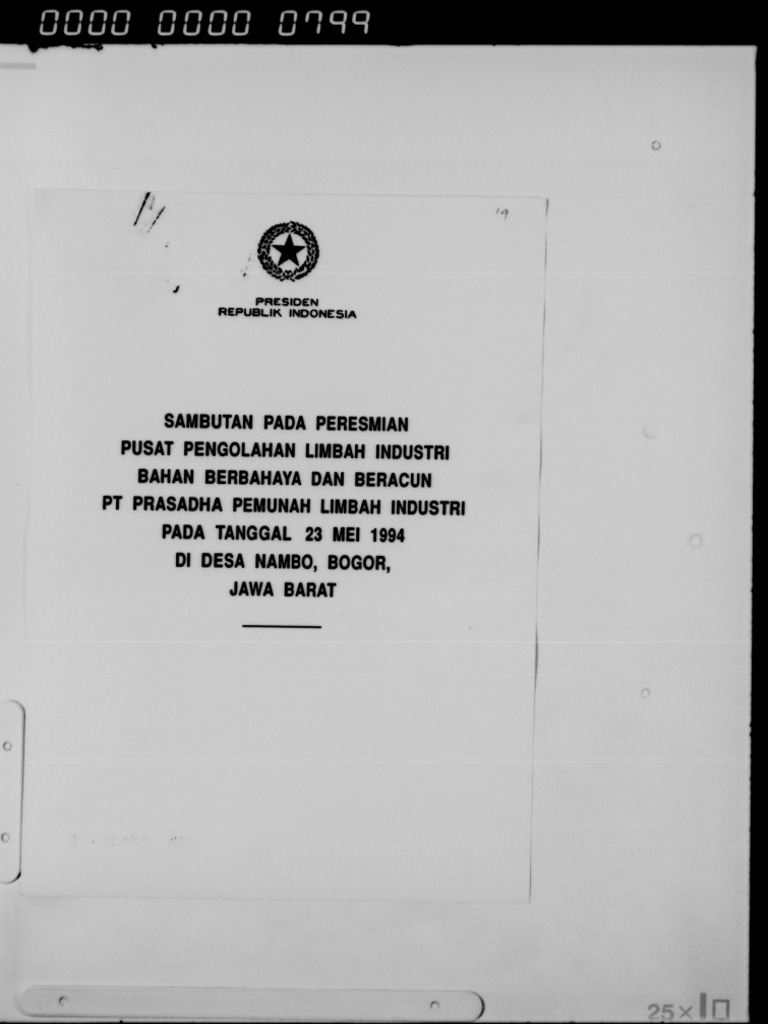 0000 0000 0799
19
PRESIDEN
REPUBLIK INDONESIA
SAMBUTAN PADA PERESMIAN
PUSAT PENGOLAHAN LIMBAH INDUSTRI
BAHAN BERBAHAYA DAN BERACUN
PT PRASADHA PEMUNAH LIMBAH INDUSTRI
PADA TANGGAL 23 MEI 1994
DI DESA NAMBO, BOGOR,
JAWA BARAT
25×